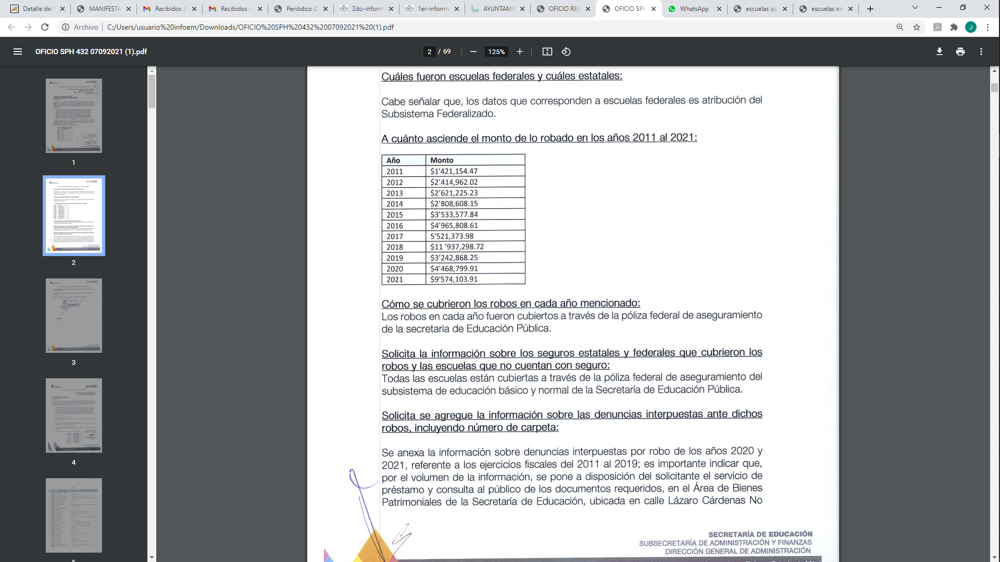 Detalle del S
MANIFESTA
Recibidos (1
Recibidos -
Periódico O
2do-inform
1er-informe
AYUNTAMIE
OFICIO RES
OFICIO SPH
WhatsApp
escuelas qu
escuelas es
Archivo
C:/Users/usuario%20infoem/Downloads/OFICIO%20SPH%20432%2007092021%20(1).pdf
J
OFICIO SPH 432 07092021 (1).pdf
2 / 69
125%
1
2
3
4
Cuáles fueron escuelas federales y cuáles estatales:
Cabe señalar que, los datos que corresponden a escuelas federales es atribución del
Subsistema Federalizado.
A cuánto asciende el monto de lo robado en los años 2011 al 2021:
Año Monto
2011 $1'421,154.47
2012 $2’414,962.02
2013 $2’621,225.23
2014 $2’808,608.15
2015 $3’533,577.84
2016 $4’965,808.61
2017 5'521,373.98
2018 $11 ’937,298.72
2019 $3’242,868.25
2020 $4’468,799.91
2021 $9'574,103.91
Cómo se cubrieron los robos en cada año mencionado:
Los robos en cada año fueron cubiertos a través de la póliza federal de aseguramiento
de la secretaria de Educación Pública.
Solicita la información sobre los seguros estatales y federales que cubrieron los
robos y las escuelas que no cuentan con seguro:
Todas las escuelas están cubiertas a través de la póliza federal de aseguramiento del
subsistema de educación básico y normal de la Secretaría de Educación Pública.
Solicita se agregue la información sobre las denuncias interpuestas ante dichos
robos, incluyendo número de carpeta:
Se anexa la información sobre denuncias interpuestas por robo de los años 2020 y
2021, referente a los ejercicios fiscales del 2011 al 2019; es importante indicar que,
por el volumen de la información, se pone a disposición del solicitante el servicio de
préstamo y consulta al público de los documentos requeridos, en el Área de Bienes
Patrimoniales de la Secretaría de Educación, ubicada en calle Lázaro Cárdenas No
SECRETARÍA DE EDUCACIÓN
SUBSECRETARÍA DE ADMINISTRACIÓN Y FINANZAS
DIRECCIÓN GENERAL DE ADMINISTRACIÓN